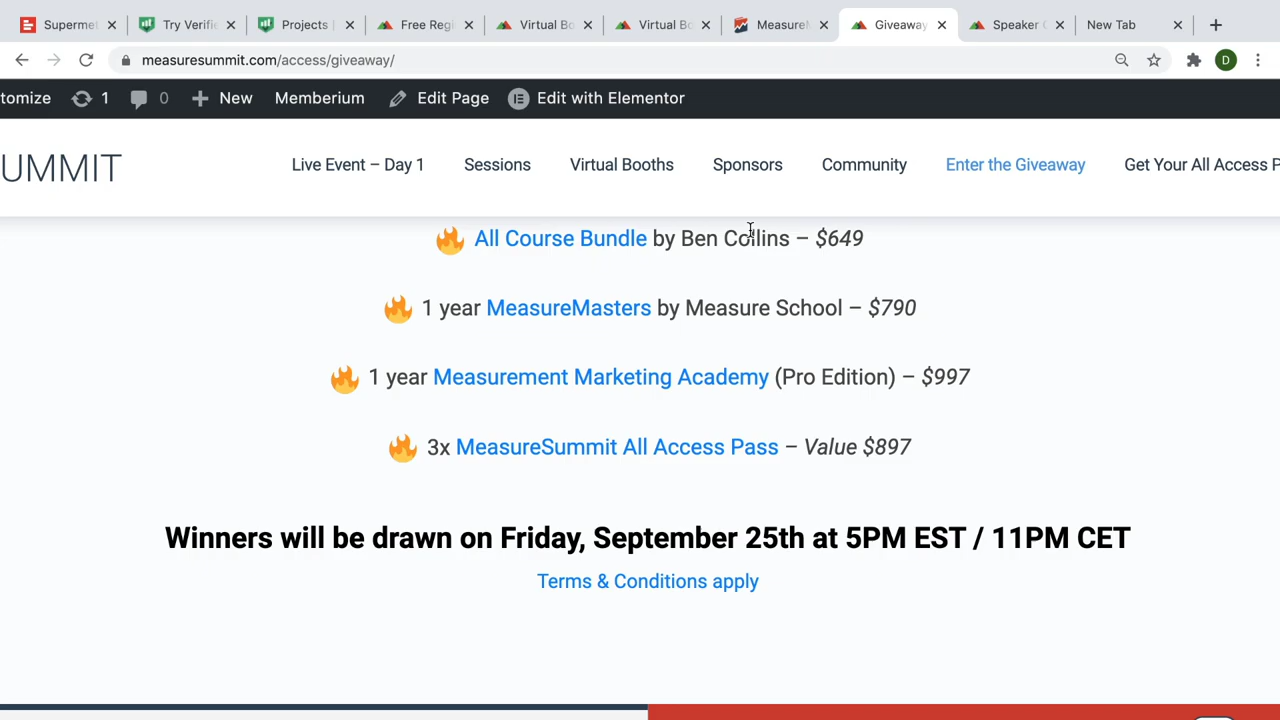 Supermet
Try Verifie
Projects
Free Regi
Virtual Bo
Virtual Bo
MeasureM
Giveaway
Speaker
New Tab
measuresummit.com/access/giveaway/
D
tomize
1
0
New
Memberium
Edit Page
Edit with Elementor
UMMIT
Live Event – Day 1
Sessions
Virtual Booths
Sponsors
Community
Enter the Giveaway
Get Your All Access P
All Course Bundle by Ben Collins – $649
1 year MeasureMasters by Measure School – $790
1 year Measurement Marketing Academy (Pro Edition) – $997
3x MeasureSummit All Access Pass – Value $897
Winners will be drawn on Friday, September 25th at 5PM EST / 11PM CET
Terms & Conditions apply